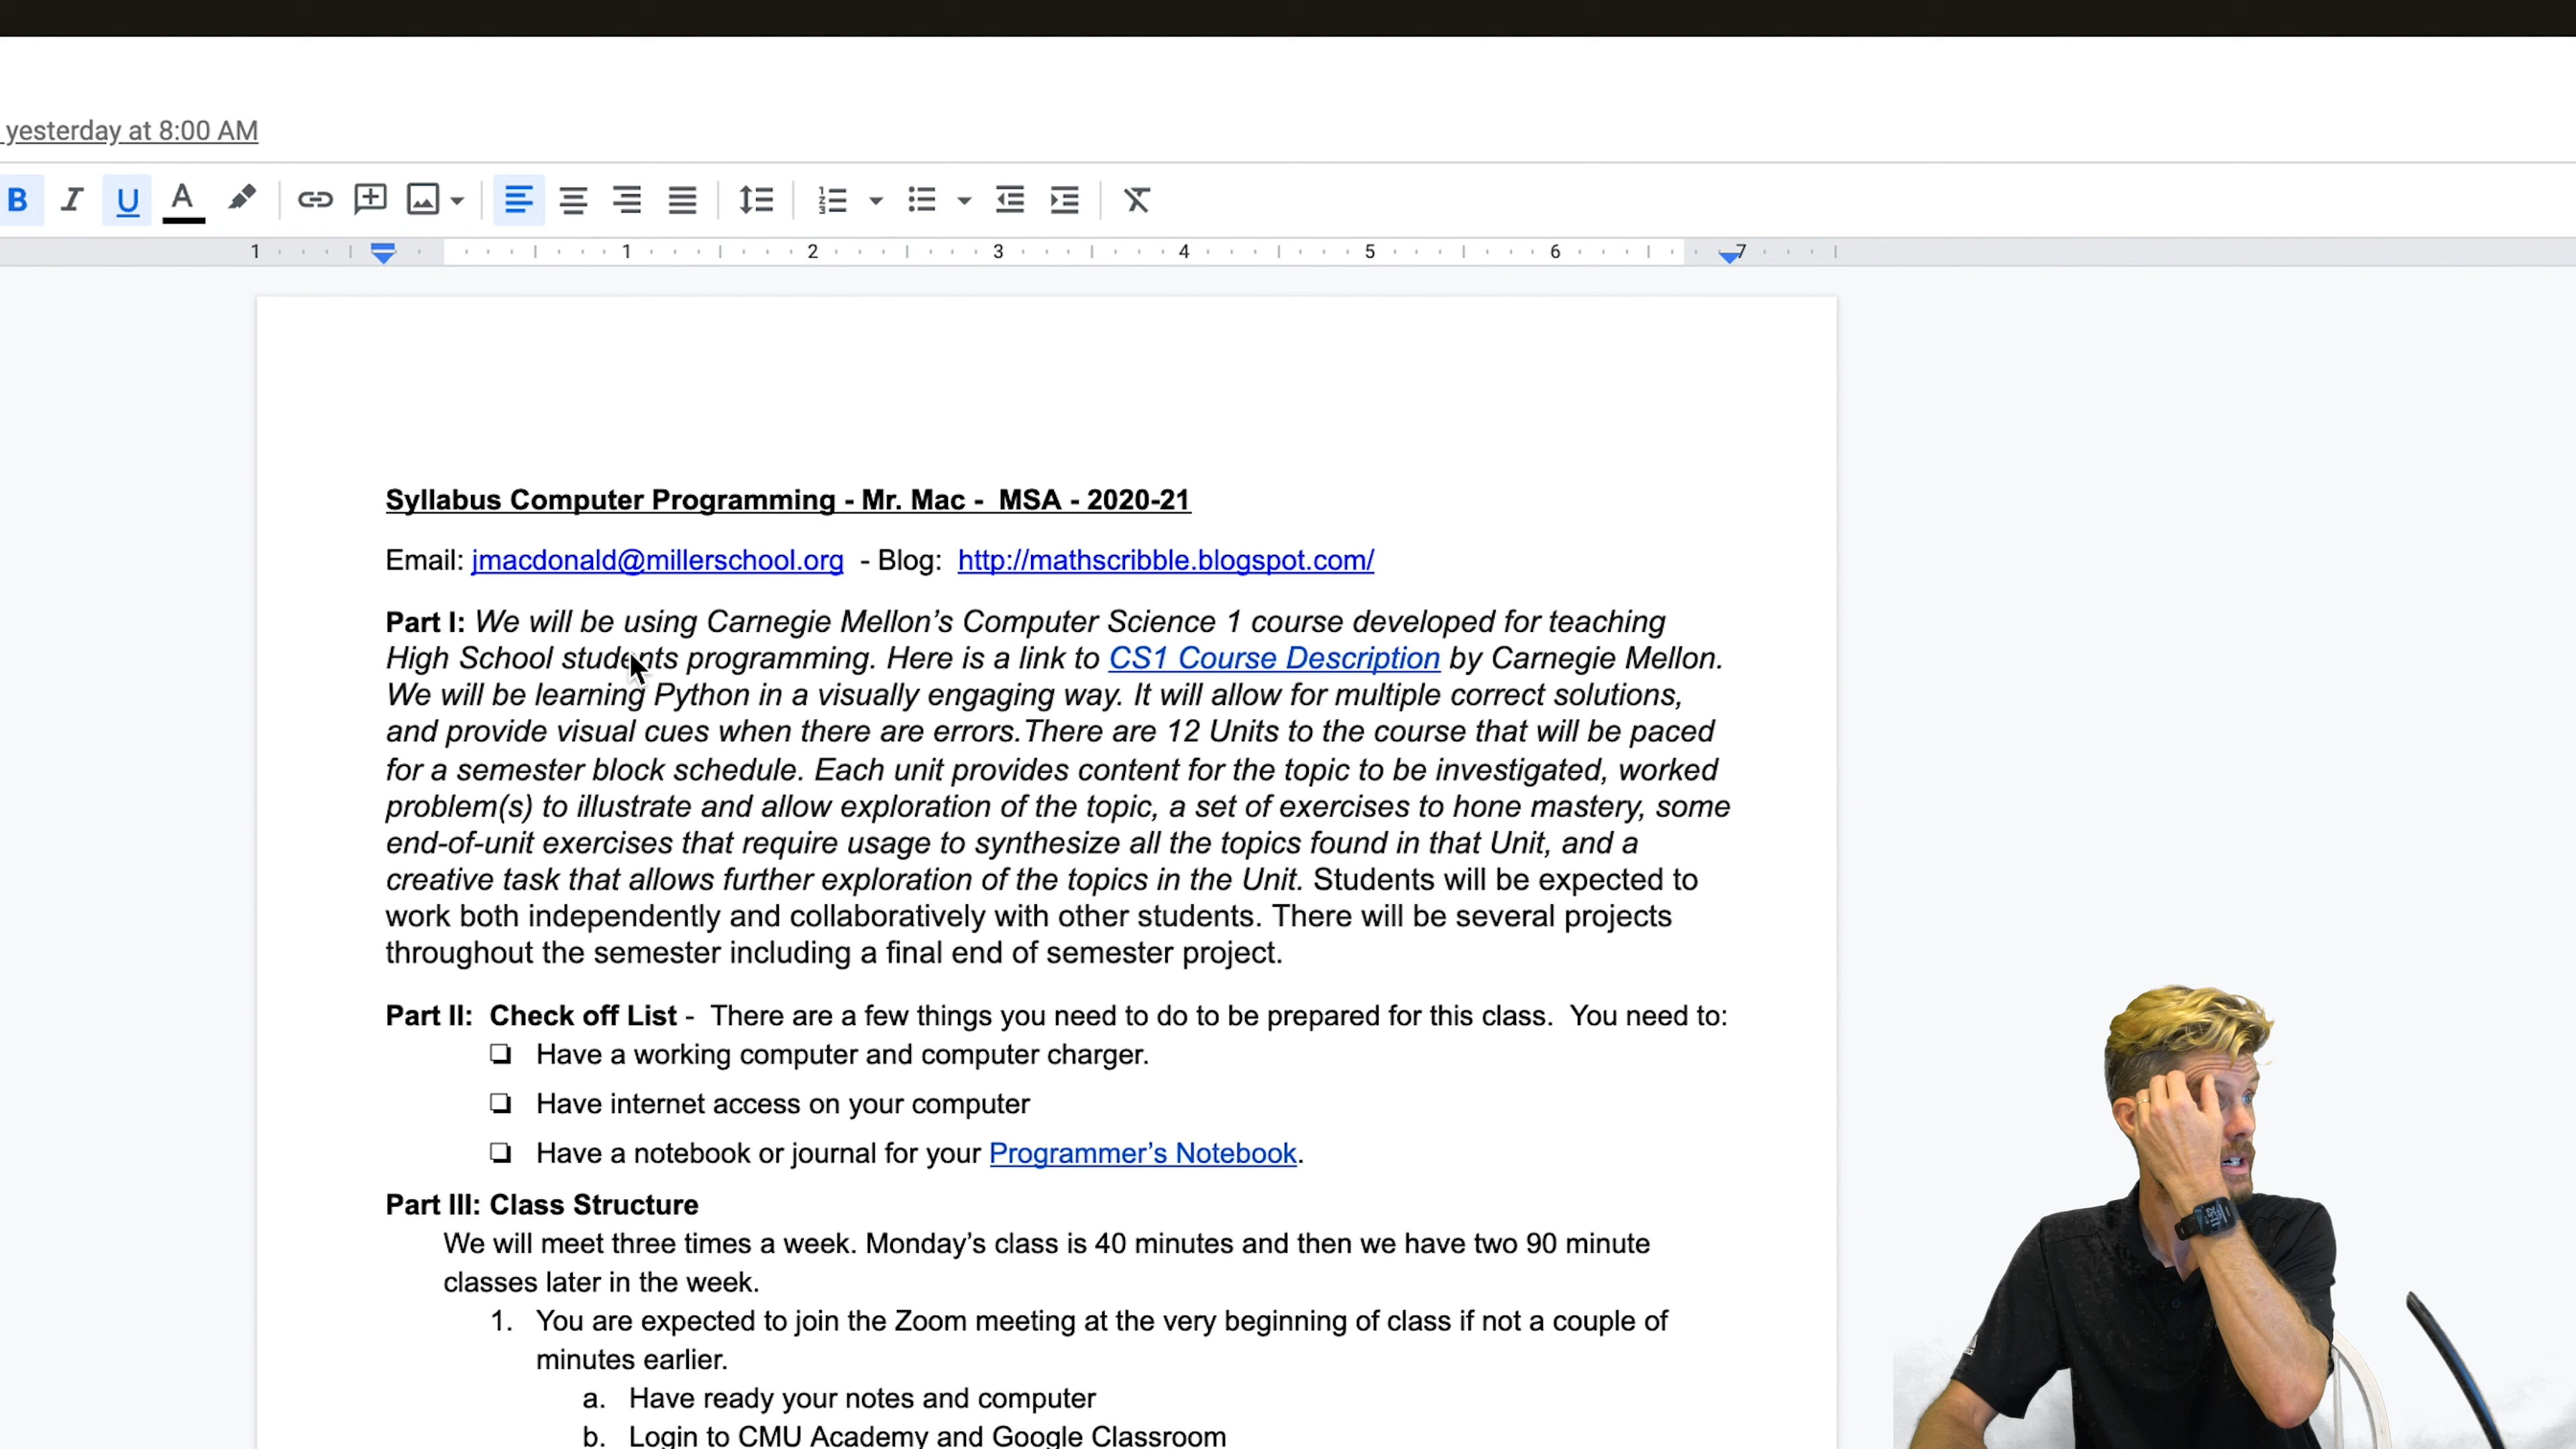 yesterday at 8:00 AM
B I U A
1 1 2 3 4 5 6 7
Syllabus Computer Programming - Mr. Mac - MSA - 2020-21
Email: jmacdonald@millerschool.org - Blog: http://mathscribble.blogspot.com/
Part I: We will be using Carnegie Mellon’s Computer Science 1 course developed for teaching
High School students programming. Here is a link to CS1 Course Description by Carnegie Mellon.
We will be learning Python in a visually engaging way. It will allow for multiple correct solutions,
and provide visual cues when there are errors.There are 12 Units to the course that will be paced
for a semester block schedule. Each unit provides content for the topic to be investigated, worked
problem(s) to illustrate and allow exploration of the topic, a set of exercises to hone mastery, some
end-of-unit exercises that require usage to synthesize all the topics found in that Unit, and a
creative task that allows further exploration of the topics in the Unit. Students will be expected to
work both independently and collaboratively with other students. There will be several projects
throughout the semester including a final end of semester project.
Part II: Check off List - There are a few things you need to do to be prepared for this class. You need to:
Have a working computer and computer charger.
Have internet access on your computer
Have a notebook or journal for your Programmer’s Notebook.
Part III: Class Structure
We will meet three times a week. Monday’s class is 40 minutes and then we have two 90 minute
classes later in the week.
1. You are expected to join the Zoom meeting at the very beginning of class if not a couple of
minutes earlier.
a. Have ready your notes and computer
b. Login to CMU Academy and Google Classroom